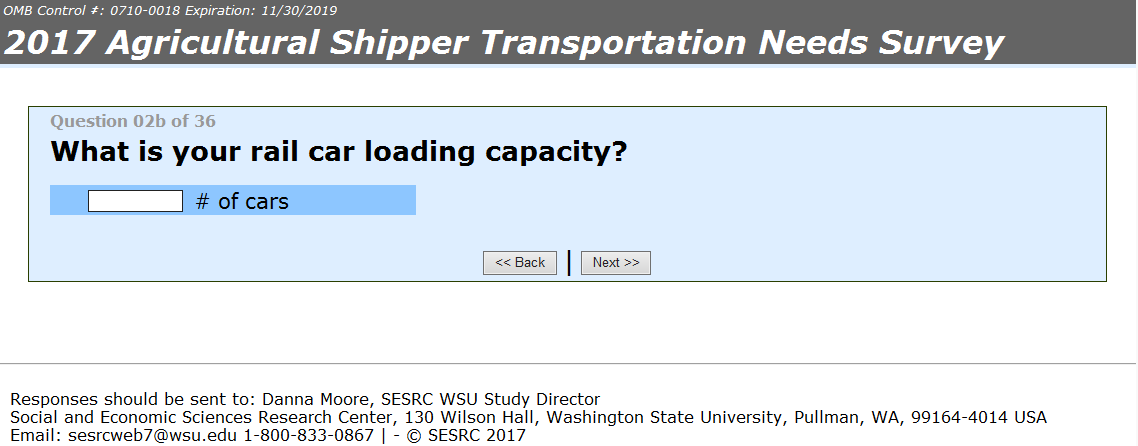 OMB Control #: 0710-0018 Expiration: 11/30/2019
2017 Agricultural Shipper Transportation Needs Survey
Question 02b of 36
What is your rail car loading capacity?
# of cars
<< Back | Next >>
Responses should be sent to: Danna Moore, SESRC WSU Study Director
Social and Economic Sciences Research Center, 130 Wilson Hall, Washington State University, Pullman, WA, 99164-4014 USA
Email: sesrcweb7@wsu.edu 1-800-833-0867 | - © SESRC 2017